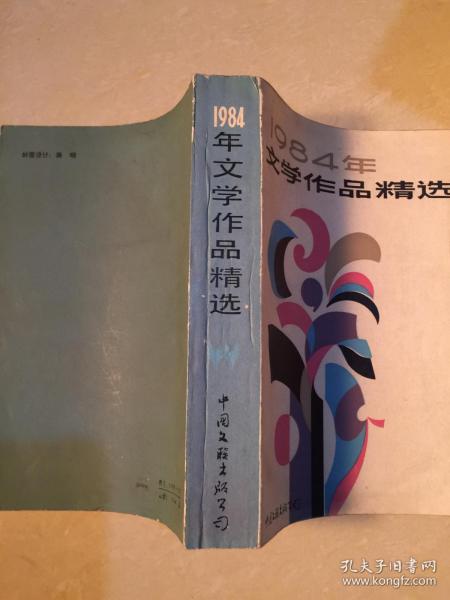 封面设计：
1984
年文学作品精选
中国文联出版公司
1984年
文学作品精选
孔夫子旧书网
www.kongfz.com